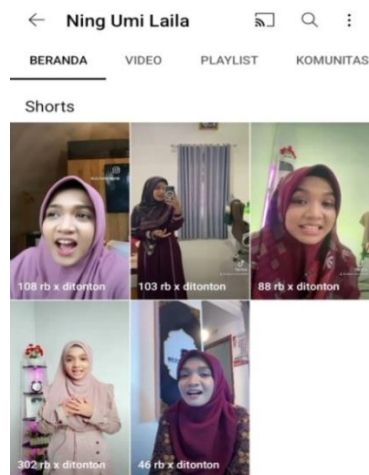 Ning Umi Laila
BERANDA VIDEO PLAYLIST KOMUNITAS
Shorts
108 rb x ditonton 103 rb x ditonton 88 rb x ditonton
302 rb x ditonton 46 rb x ditonton